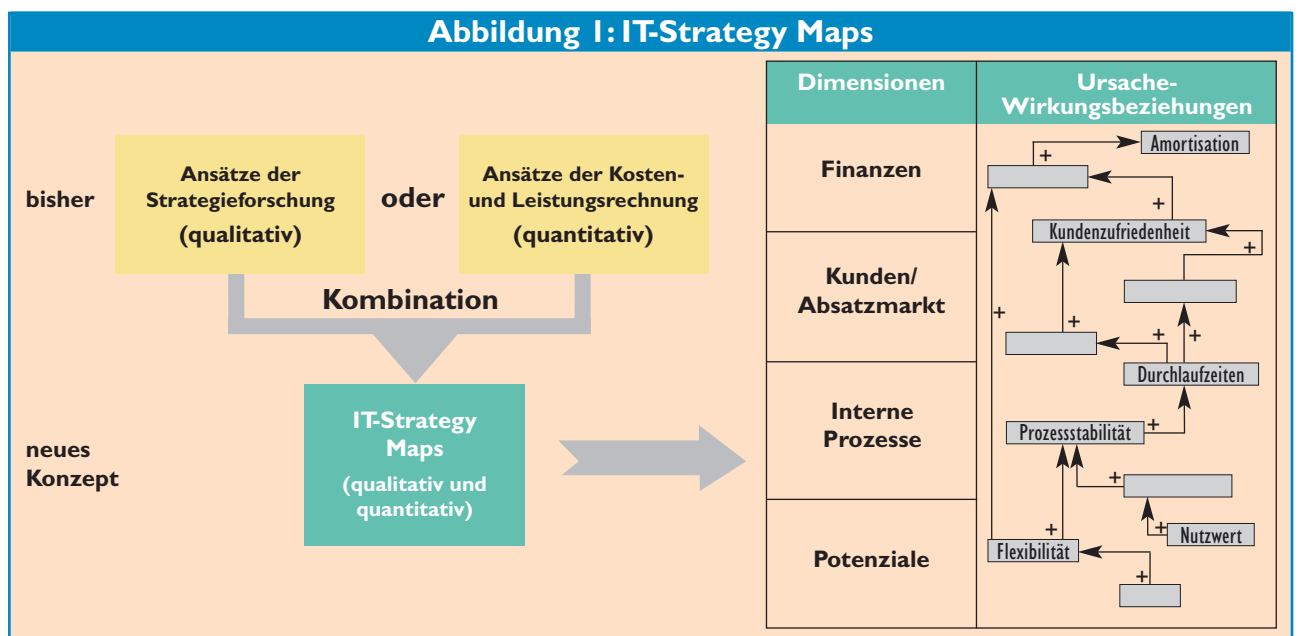 Abbildung 1: IT-Strategy Maps
bisher
Ansätze der
Strategieforschung
(qualitativ)
oder
Ansätze der Kosten-
und Leistungsrechnung
(quantitativ)
Kombination
neues
Konzept
IT-Strategy
Maps
(qualitativ und
quantitativ)
Dimensionen
Ursache-
Wirkungsbeziehungen
Finanzen
Amortisation
+
+
Kundenzufriedenheit
+
Kunden/
Absatzmarkt
+
+
+
+
Durchlaufzeiten
Interne
Prozesse
Prozessstabilität
+
+
Potenziale
+
+
Nutzwert
Flexibilität
+